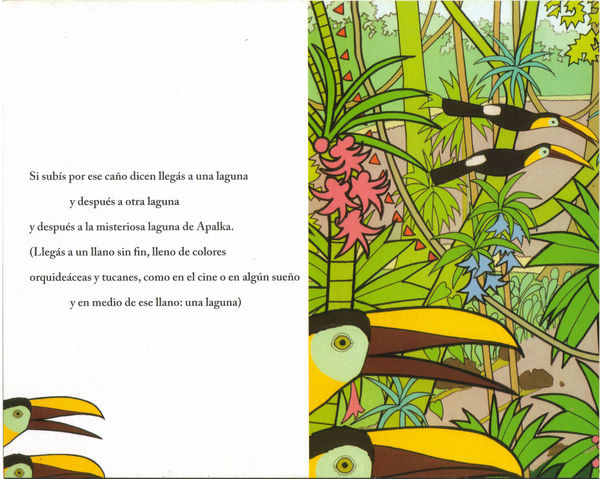 Si subís por ese caño dicen llegás a una laguna
y después a otra laguna
y después a la misteriosa laguna de Apalka.
(Llegás a un llano sin fin, lleno de colores
orquideáceas y tucanes, como en el cine o en algún sueño
y en medio de ese llano: una laguna)